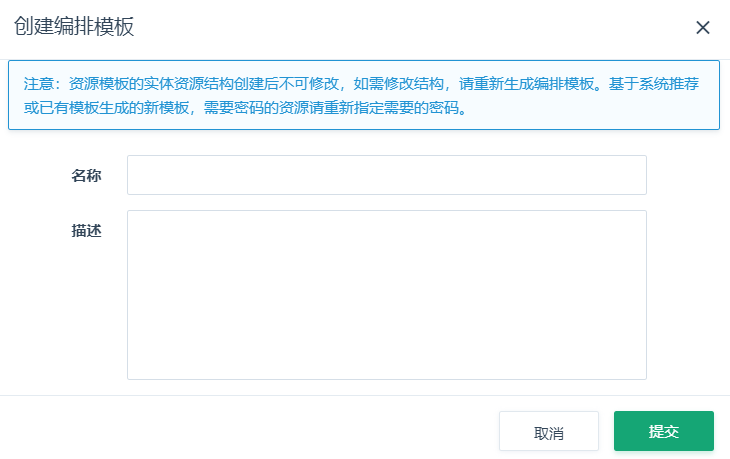 创建编排模板
注意：资源模板的实体资源结构创建后不可修改，如需修改结构，请重新生成编排模板。基于系统推荐
或已有模板生成的新模板，需要密码的资源请重新指定需要的密码。
名称
描述
取消
提交